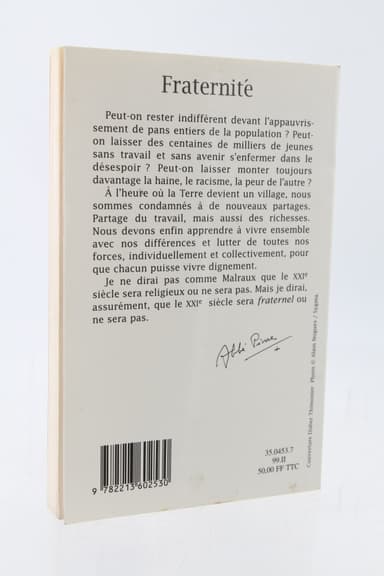 Fraternité
Peut-on rester indifférent devant l'appauvris-
sement de pans entiers de la population ? Peut-
on laisser des centaines de milliers de jeunes
sans travail et sans avenir s'enfermer dans le
désespoir ? Peut-on laisser monter toujours
davantage la haine, le racisme, la peur de l'autre ?
À l'heure où la Terre devient un village, nous
sommes condamnés à de nouveaux partages.
Partage du travail, mais aussi des richesses.
Nous devons enfin apprendre à vivre ensemble
avec nos différences et lutter de toutes nos
forces, individuellement et collectivement, pour
que chacun puisse vivre dignement.
Je ne dirai pas comme Malraux que le XXIe
siècle sera religieux ou ne sera pas. Mais je dirai,
assurément, que le XXIe siècle sera fraternel ou
ne sera pas.
Abbé Pierre
35.0453.7
99.II
50,00 FF TTC
9 782213 602530
Couverture Didier Thimonier Photo © Alain Noguès / Sygma